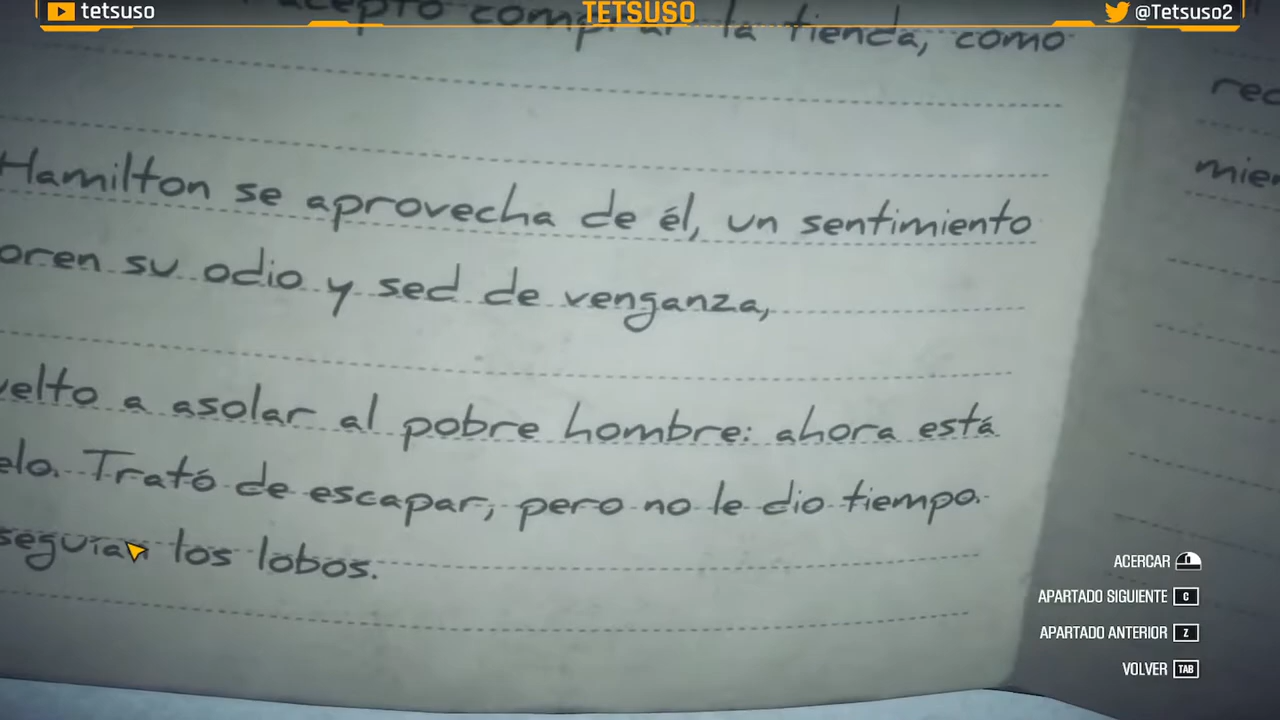 tetsuso
TETSUSO
@Tetsuso2
acepto comprar la tienda, como
Hamilton se aprovecha de él, un sentimiento
oren su odio y sed de venganza,
velto a asolar al pobre hombre: ahora está
elo. Trató de escapar, pero no le dio tiempo.
seguían los lobos.
rec
mien
ACERCAR
APARTADO SIGUIENTE C
APARTADO ANTERIOR Z
VOLVER TAB